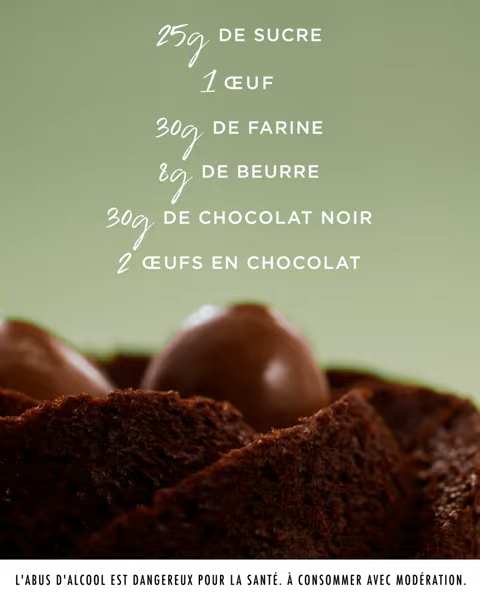 25g DE SUCRE
1 ŒUF
30g DE FARINE
8g DE BEURRE
30g DE CHOCOLAT NOIR
2 ŒUFS EN CHOCOLAT
L'ABUS D'ALCOOL EST DANGEREUX POUR LA SANTÉ. À CONSOMMER AVEC MODÉRATION.